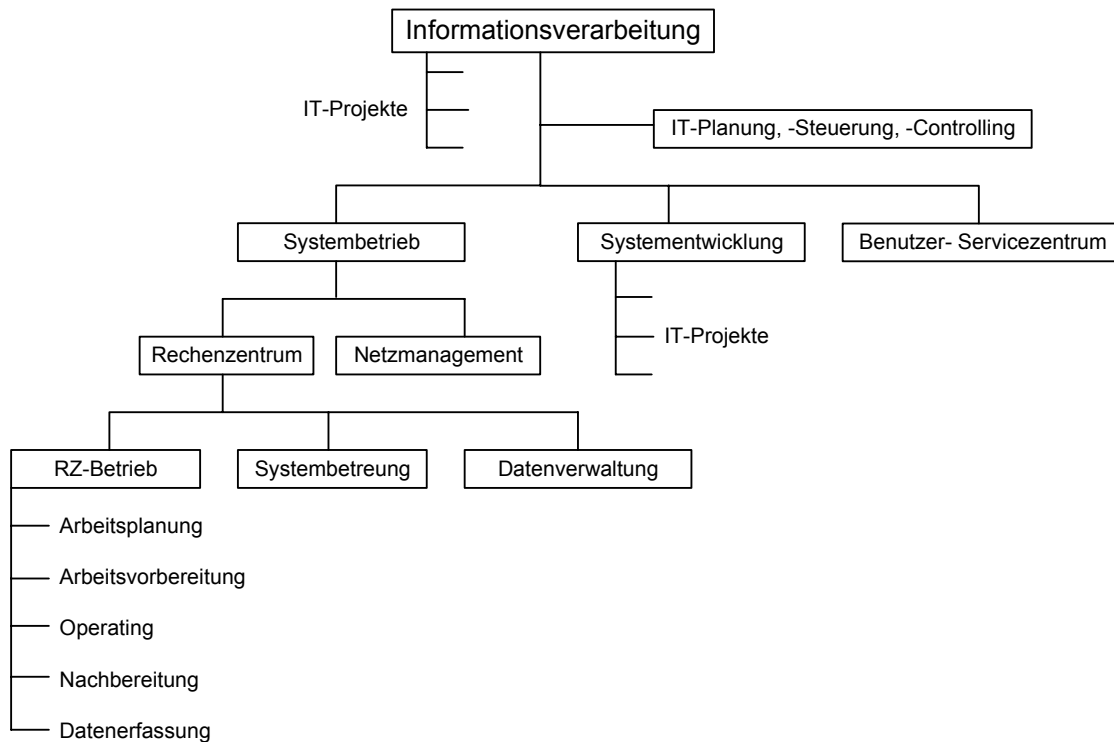 Informationsverarbeitung
IT-Projekte
IT-Planung, -Steuerung, -Controlling
Systembetrieb
Systementwicklung
Benutzer- Servicezentrum
IT-Projekte
Rechenzentrum
Netzmanagement
RZ-Betrieb
Systembetreung
Datenverwaltung
Arbeitsplanung
Arbeitsvorbereitung
Operating
Nachbereitung
Datenerfassung